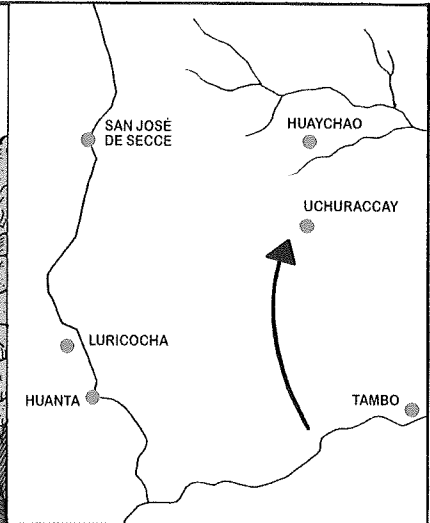 SAN JOSÉ
DE SECCE
HUAYCHAO
UCHURACCAY
LURICOCHA
HUANTA
TAMBO